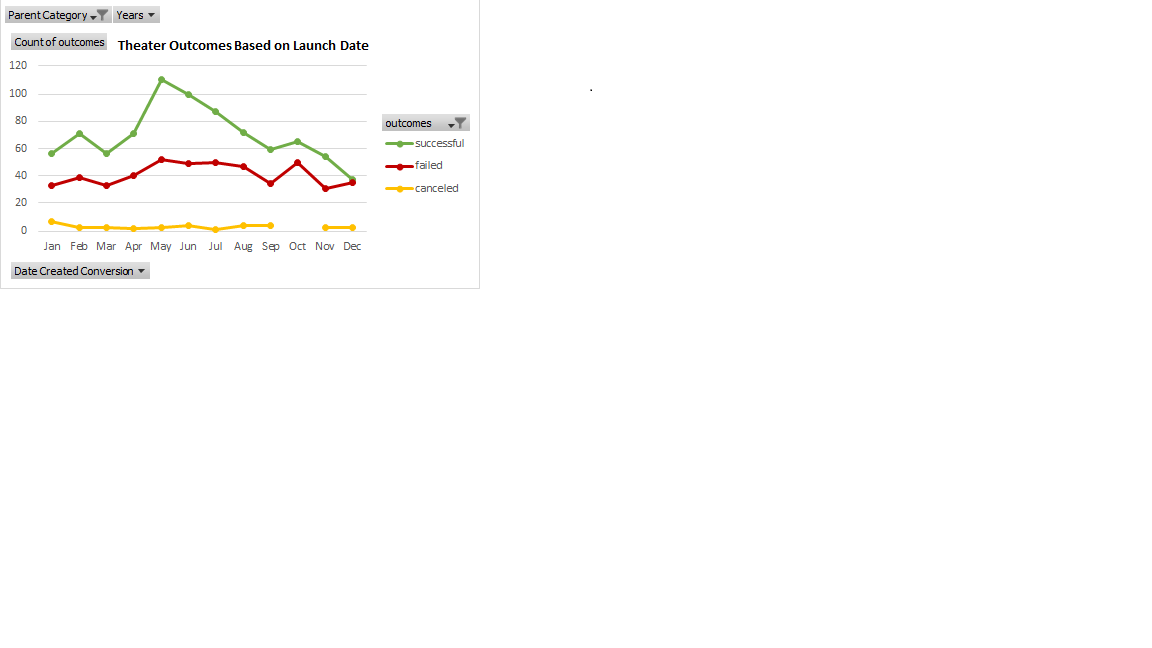 Parent Category Years
Count of outcomes
Theater Outcomes Based on Launch Date
120
100
80
60
40
20
0
Jan Feb Mar Apr May Jun Jul Aug Sep Oct Nov Dec
outcomes
successful
failed
canceled
Date Created Conversion
.